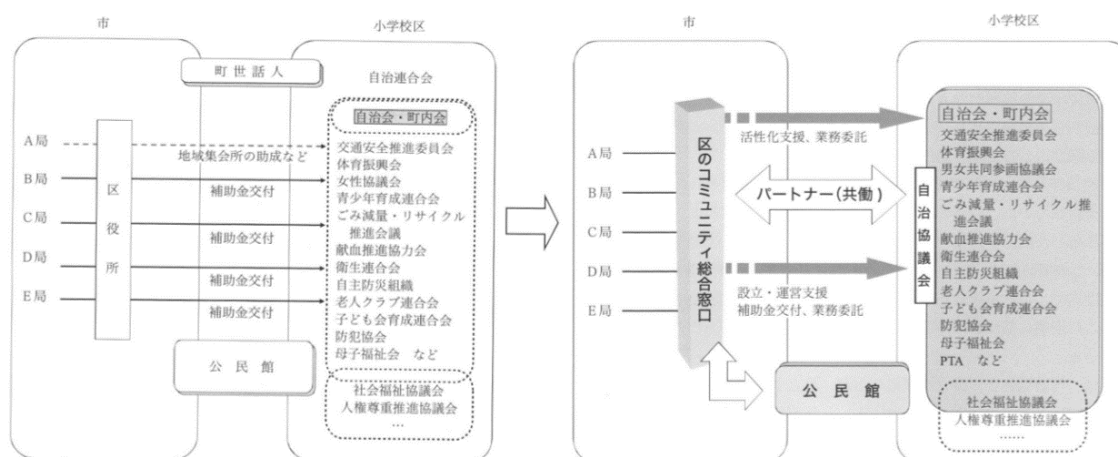 市
小学校区
町世話人
自治連合会
自治会・町内会
A局
B局
C局
D局
E局
区役所
地域集会所の助成など
補助金交付
補助金交付
補助金交付
補助金交付
交通安全推進委員会
体育振興会
女性協議会
青少年育成連合会
ごみ減量・リサイクル
推進会議
献血推進協力会
衛生連合会
自主防災組織
老人クラブ連合会
子ども会育成連合会
防犯協会
母子福祉会 など
公民館
社会福祉協議会
人権尊重推進協議会
…
市
小学校区
A局
B局
C局
D局
E局
区のコミュニティ総合窓口
活性化支援、業務委託
パートナー(共働)
設立・運営支援
補助金交付、業務委託
公民館
自治協議会
自治会・町内会
交通安全推進委員会
体育振興会
男女共同参画協議会
青少年育成連合会
ごみ減量・リサイクル推
進会議
献血推進協力会
衛生連合会
自主防災組織
老人クラブ連合会
子ども会育成連合会
防犯協会
母子福祉会
PTA など
社会福祉協議会
人権尊重推進協議会
……